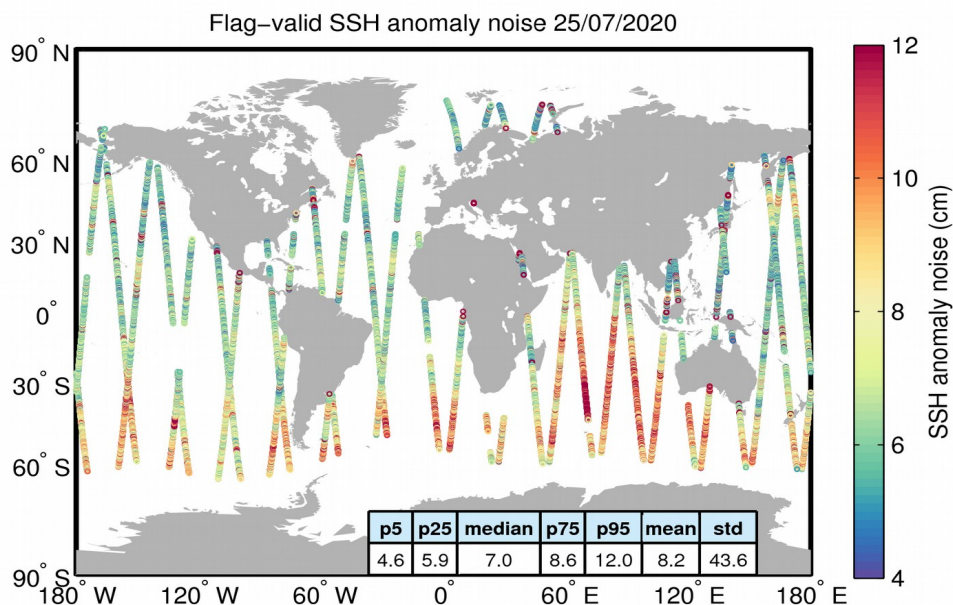 Flag−valid SSH anomaly noise 25/07/2020
90° N
60° N
30° N
0°
30° S
60° S
90° S
180° W
120° W
60° W
0°
60° E
120° E
180° E
12
10
8
6
4
SSH anomaly noise (cm)
p5 p25 median p75 p95 mean std
4.6 5.9 7.0 8.6 12.0 8.2 43.6